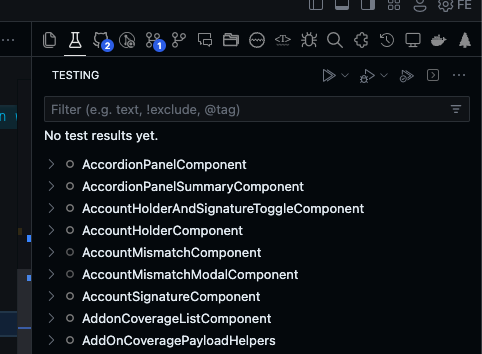 FE
2
1
TESTING
Filter (e.g. text, !exclude, @tag)
No test results yet.
AccordionPanelComponent
AccordionPanelSummaryComponent
AccountHolderAndSignatureToggleComponent
AccountHolderComponent
AccountMismatchComponent
AccountMismatchModalComponent
AccountSignatureComponent
AddonCoverageListComponent
AddOnCoveragePayloadHelpers